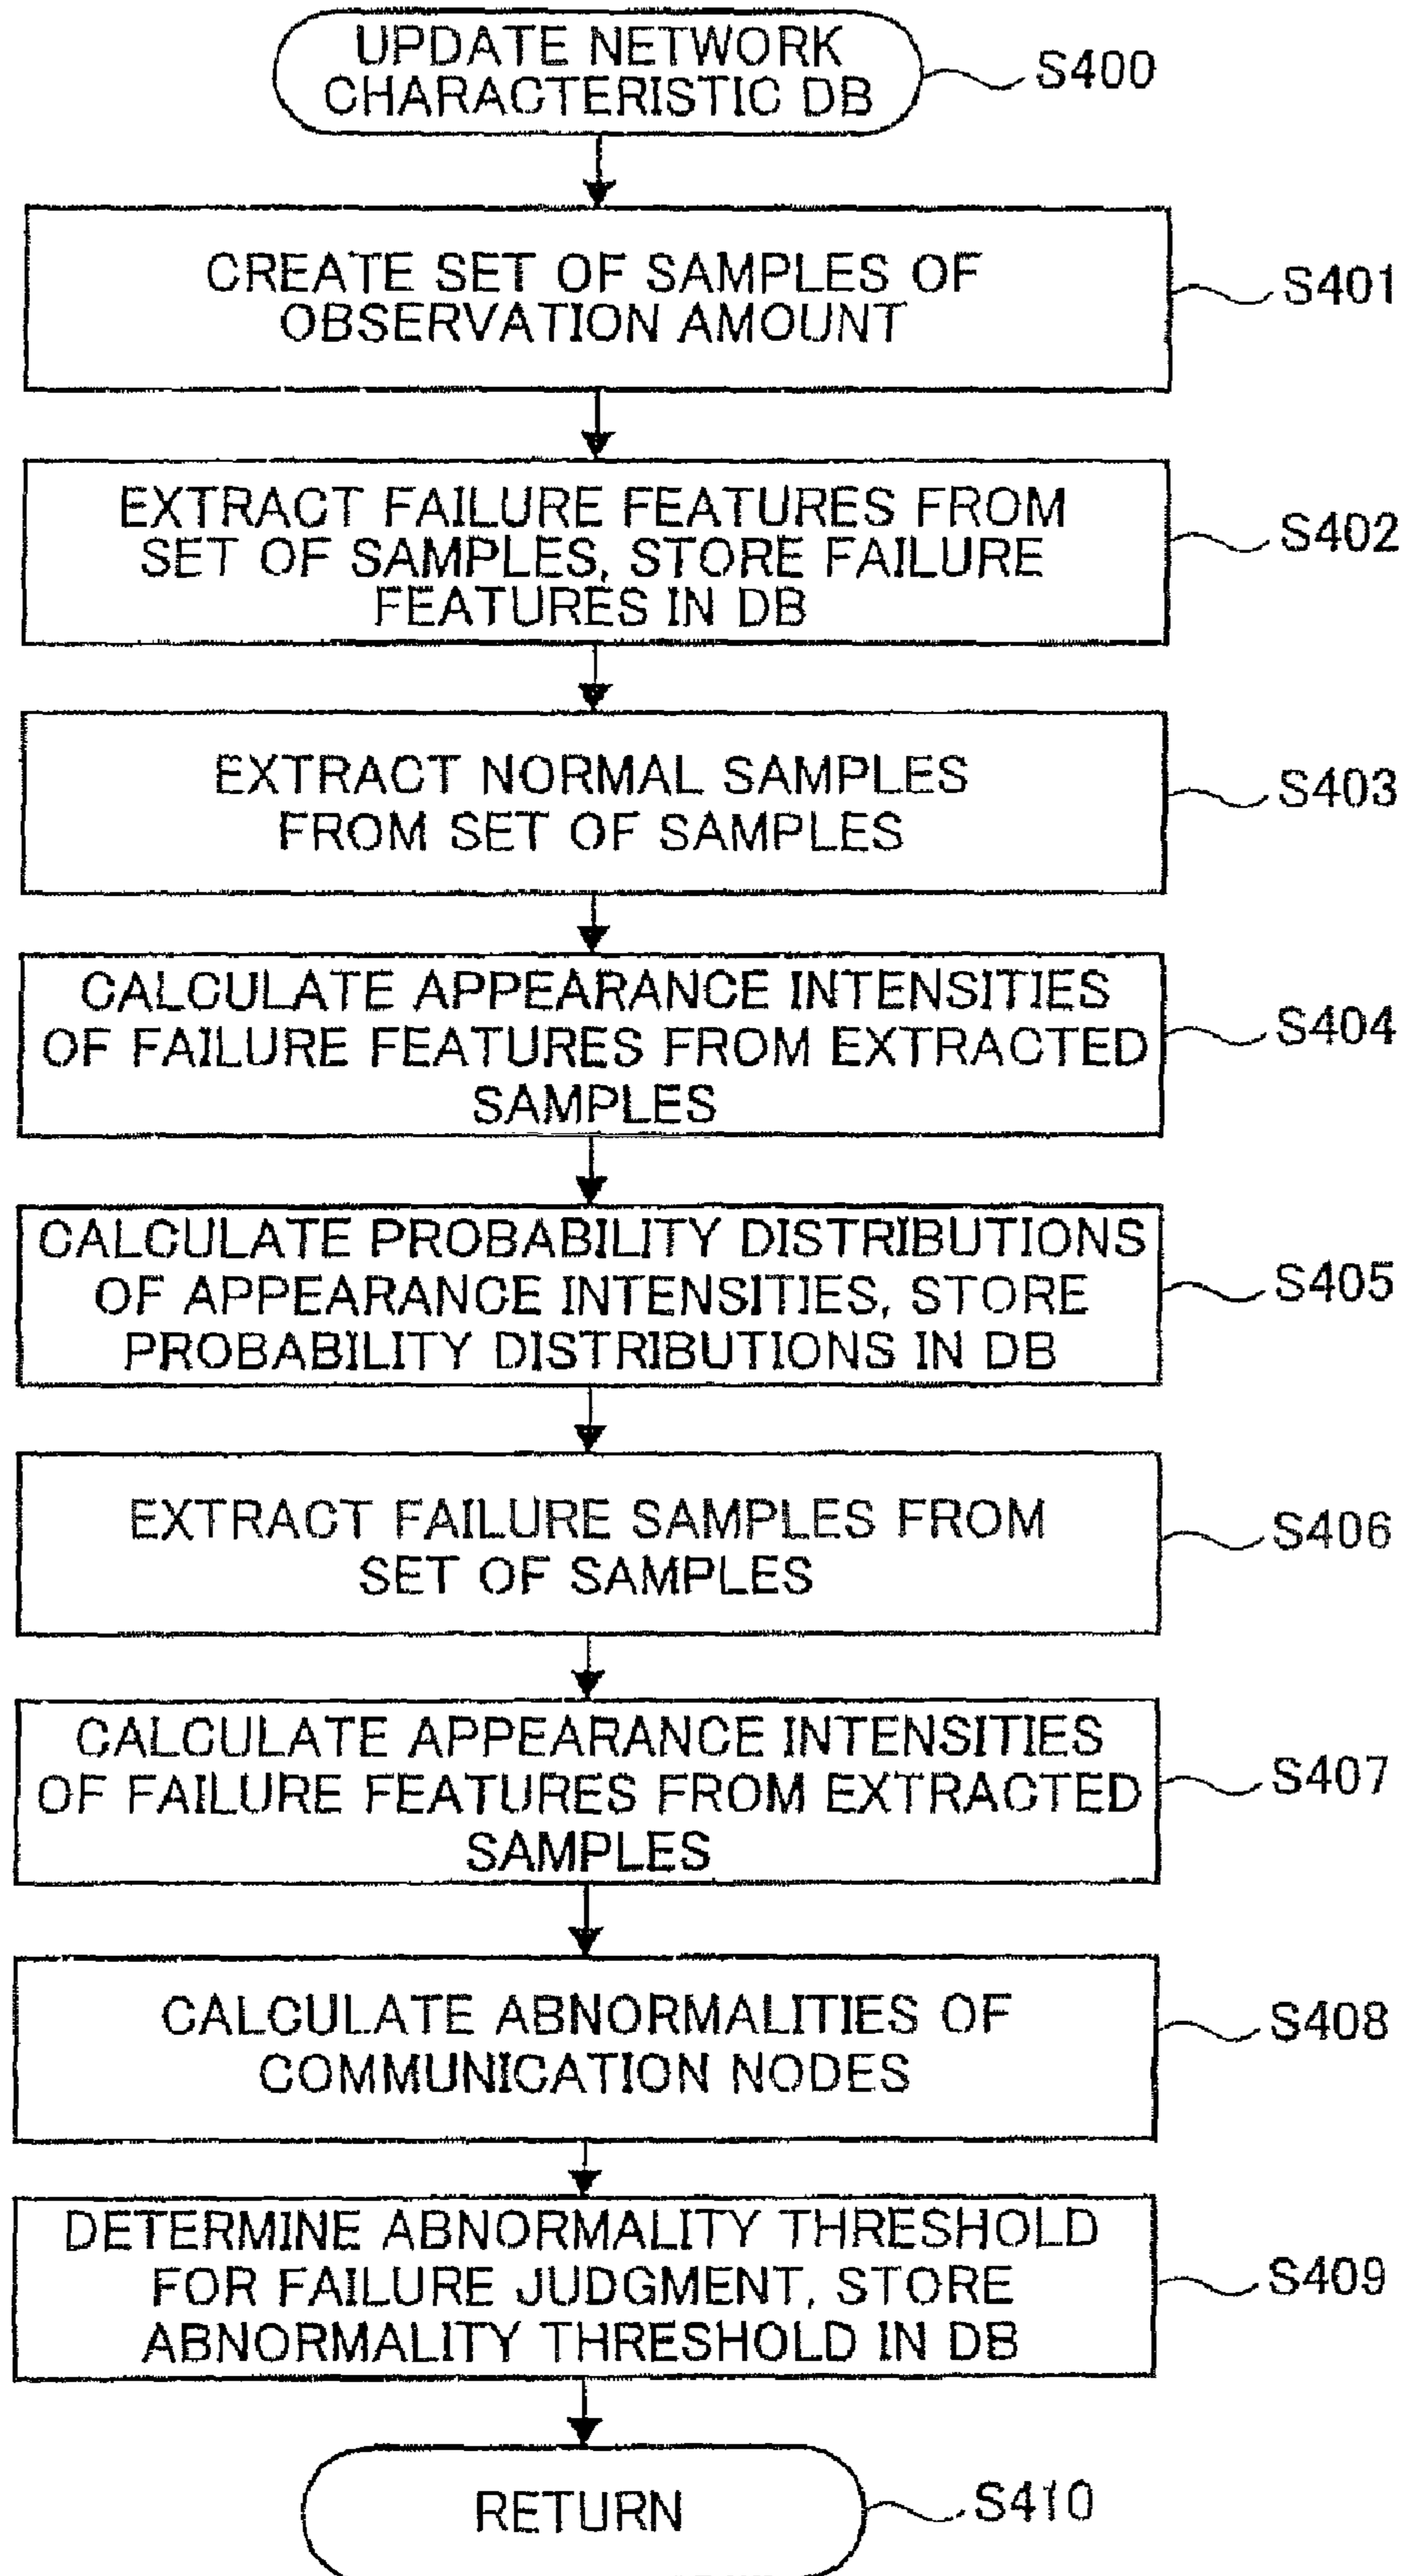 UPDATE NETWORK
CHARACTERISTIC DB
S400
CREATE SET OF SAMPLES OF
OBSERVATION AMOUNT
S401
EXTRACT FAILURE FEATURES FROM
SET OF SAMPLES, STORE FAILURE
FEATURES IN DB
S402
EXTRACT NORMAL SAMPLES
FROM SET OF SAMPLES
S403
CALCULATE APPEARANCE INTENSITIES
OF FAILURE FEATURES FROM EXTRACTED
SAMPLES
S404
CALCULATE PROBABILITY DISTRIBUTIONS
OF APPEARANCE INTENSITIES, STORE
PROBABILITY DISTRIBUTIONS IN DB
S405
EXTRACT FAILURE SAMPLES FROM
SET OF SAMPLES
S406
CALCULATE APPEARANCE INTENSITIES
OF FAILURE FEATURES FROM EXTRACTED
SAMPLES
S407
CALCULATE ABNORMALITIES OF
COMMUNICATION NODES
S408
DETERMINE ABNORMALITY THRESHOLD
FOR FAILURE JUDGMENT, STORE
ABNORMALITY THRESHOLD IN DB
S409
RETURN
S410